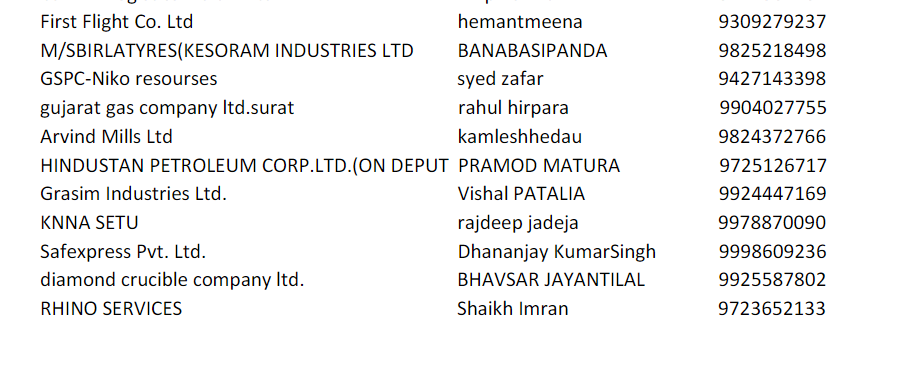 First Flight Co. Ltd hemantmeena 9309279237
M/SBIRLATYRES(KESORAM INDUSTRIES LTD BANABASIPANDA 9825218498
GSPC-Niko resourses syed zafar 9427143398
gujarat gas company ltd.surat rahul hirpara 9904027755
Arvind Mills Ltd kamleshhedau 9824372766
HINDUSTAN PETROLEUM CORP.LTD.(ON DEPUT PRAMOD MATURA 9725126717
Grasim Industries Ltd. Vishal PATALIA 9924447169
KNNA SETU rajdeep jadeja 9978870090
Safexpress Pvt. Ltd. Dhananjay KumarSingh 9998609236
diamond crucible company ltd. BHAVSAR JAYANTILAL 9925587802
RHINO SERVICES Shaikh Imran 9723652133